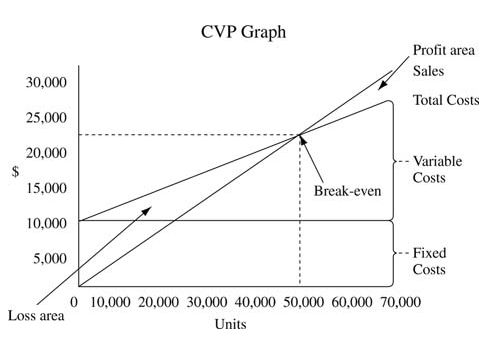 CVP Graph
Profit area
Sales
Total Costs
30,000
25,000
20,000
$
15,000
10,000
5,000
Variable
Costs
Break-even
Fixed
Costs
0 10,000 20,000 30,000 40,000 50,000 60,000 70,000
Loss area
Units